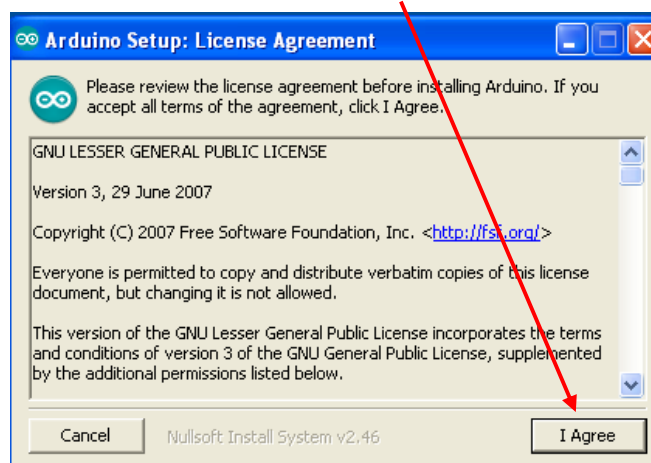 Arduino Setup: License Agreement
Please review the license agreement before installing Arduino. If you
accept all terms of the agreement, click I Agree.
GNU LESSER GENERAL PUBLIC LICENSE
Version 3, 29 June 2007
Copyright (C) 2007 Free Software Foundation, Inc. <http://fsf.org/>
Everyone is permitted to copy and distribute verbatim copies of this license
document, but changing it is not allowed.
This version of the GNU Lesser General Public License incorporates the terms
and conditions of version 3 of the GNU General Public License, supplemented
by the additional permissions listed below.
Cancel
Nullsoft Install System v2.46
I Agree